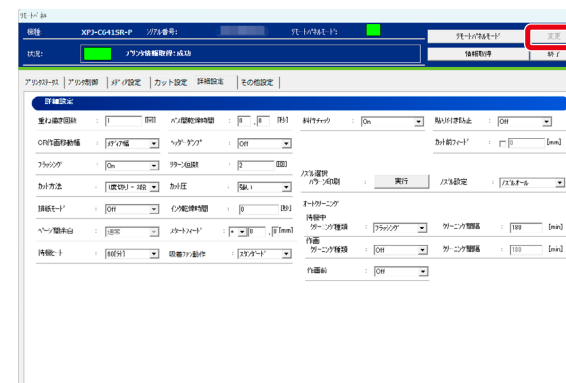 リモートパネル
機種 XPJ-C641SR-P シリアル番号: リモートパネルモード: リモートパネルモード 変更
状況: プリンタ情報取得:成功 情報取得 終了
プリンタステータス プリンタ制御 メディア設定 カット設定 詳細設定 その他設定
詳細設定
重ね描き回数 : 1 [回] パス間乾燥時間 : 0 . 0 [秒] 斜行チェック : On 貼り付き防止 : Off
CR作画移動幅 : メディア幅 ヘッダ・ダンプ : Off カット前フィード : 0 [mm]
フラッシング : On リターン回数 : 2 [回]
ノズル選択
カット方法 : 1度切り - 2段 カット圧 : 強い パターン印刷 : 実行 ノズル設定 : ノズルオール
損紙モード : Off インク乾燥時間 : 0 [秒]
オートクリーニング
ページ間余白 : 通常 スタートフィード : + 0 . 0 [mm]
待機中
クリーニング種類 : フラッシング クリーニング間隔 : 180 [min]
待機ヒート : 60[分] 吸着ファン動作 : スタンダード
作画
クリーニング種類 : Off クリーニング間隔 : 180 [min]
作画前 : Off